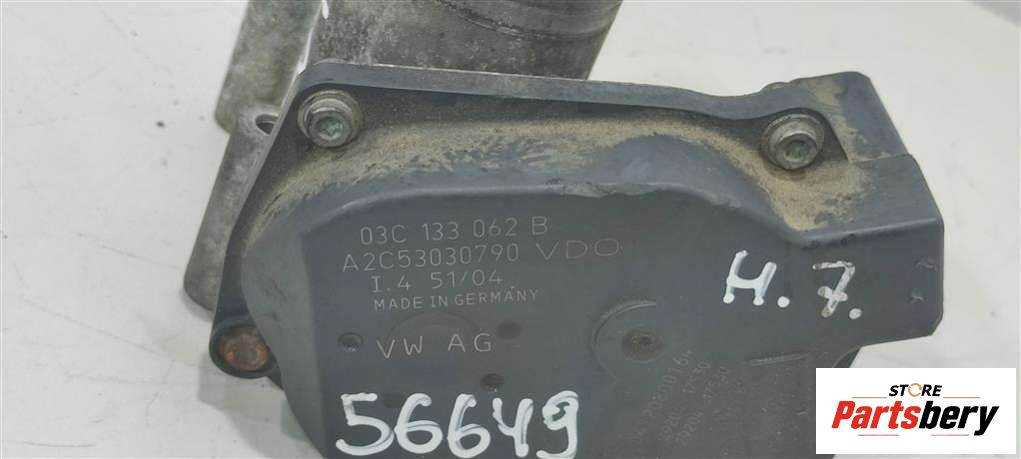 03C 133 062 B
A2C53030790 VDO
I.4 51/04
MADE IN GERMANY
VW AG
H. 7.
56649
STORE
Partsbery